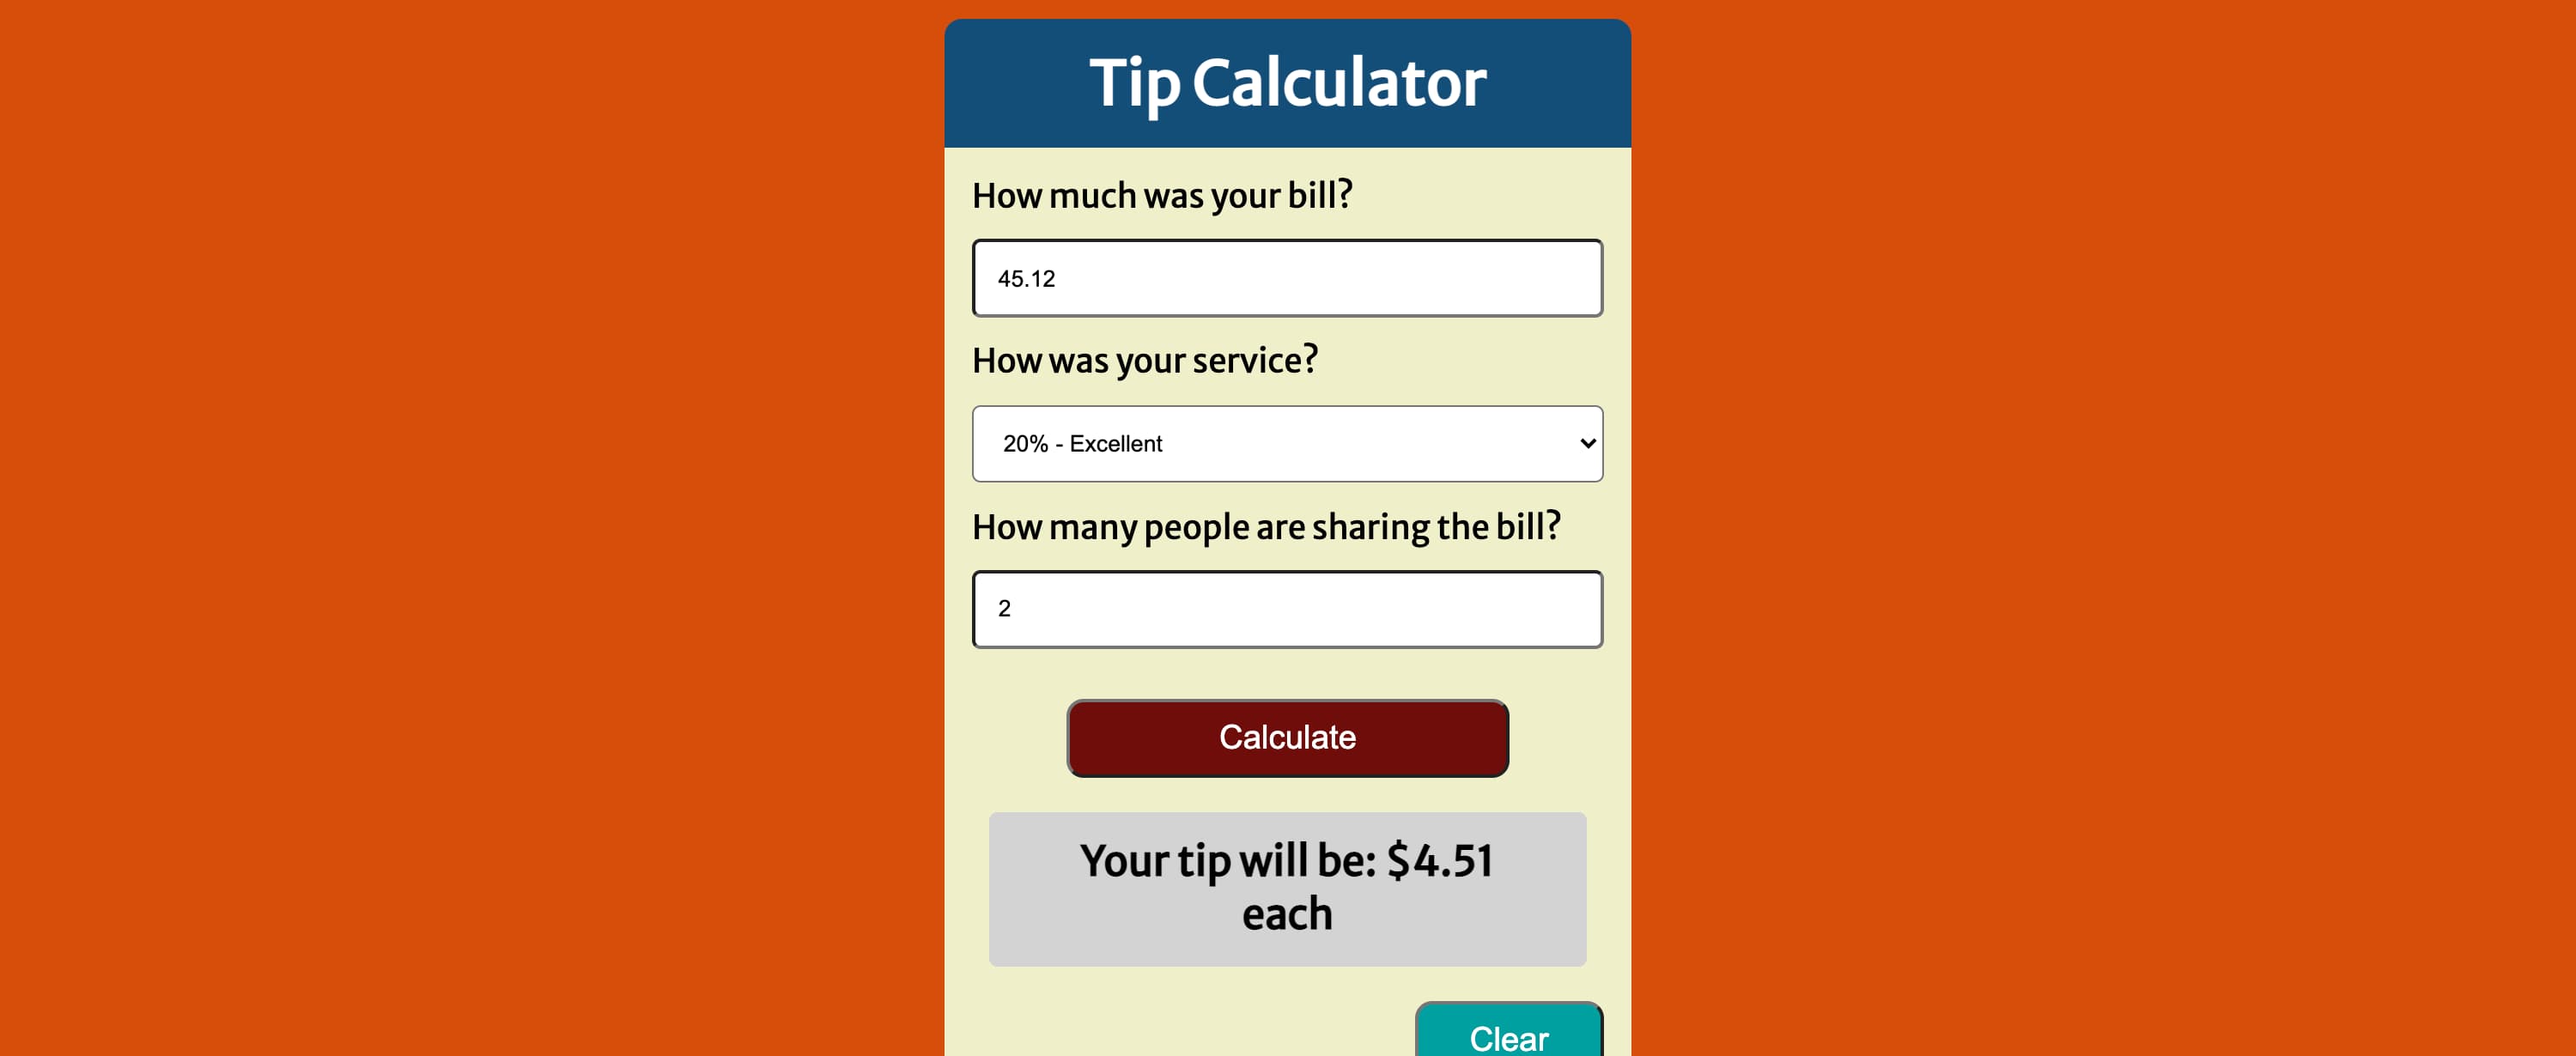 Tip Calculator
How much was your bill?
45.12
How was your service?
20% - Excellent
How many people are sharing the bill?
2
Calculate
Your tip will be: $4.51
each
Clear